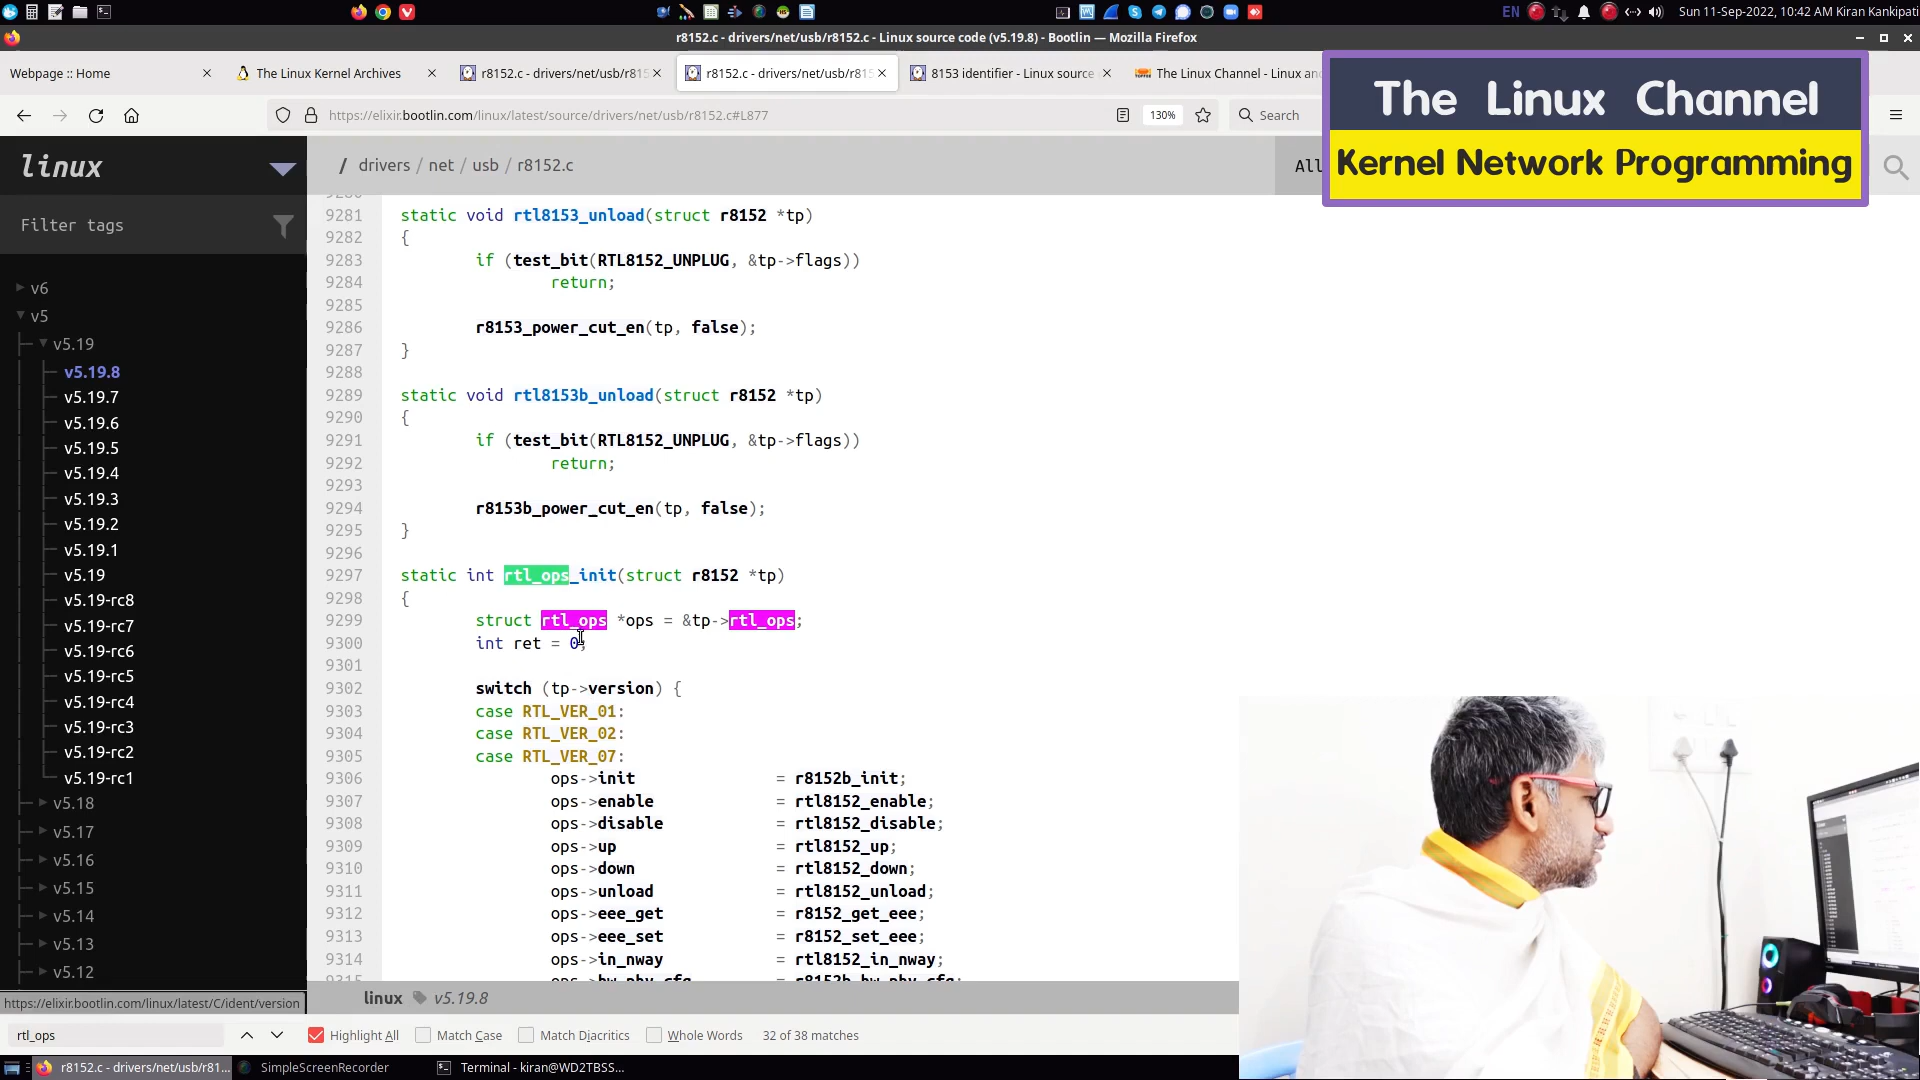 EN
Sun 11-Sep-2022, 10:42 AM Kiran Kankipati
r8152.c - drivers/net/usb/r8152.c - Linux source code (v5.19.8) - Bootlin — Mozilla Firefox
Webpage :: Home
The Linux Kernel Archives
r8152.c - drivers/net/usb/r815
r8152.c - drivers/net/usb/r815
8153 identifier - Linux source
The Linux Channel - Linux an
The Linux Channel
Kernel Network Programming
https://elixir.bootlin.com/linux/latest/source/drivers/net/usb/r8152.c#L877
130%
Search
linux
/ drivers / net / usb / r8152.c
All
Filter tags
v6
v5
v5.19
v5.19.8
v5.19.7
v5.19.6
v5.19.5
v5.19.4
v5.19.3
v5.19.2
v5.19.1
v5.19
v5.19-rc8
v5.19-rc7
v5.19-rc6
v5.19-rc5
v5.19-rc4
v5.19-rc3
v5.19-rc2
v5.19-rc1
v5.18
v5.17
v5.16
v5.15
v5.14
v5.13
v5.12
9281 static void rtl8153_unload(struct r8152 *tp)
9282 {
9283 if (test_bit(RTL8152_UNPLUG, &tp->flags))
9284 return;
9285
9286 r8153_power_cut_en(tp, false);
9287 }
9288
9289 static void rtl8153b_unload(struct r8152 *tp)
9290 {
9291 if (test_bit(RTL8152_UNPLUG, &tp->flags))
9292 return;
9293
9294 r8153b_power_cut_en(tp, false);
9295 }
9296
9297 static int rtl_ops_init(struct r8152 *tp)
9298 {
9299 struct rtl_ops *ops = &tp->rtl_ops;
9300 int ret = 0;
9301
9302 switch (tp->version) {
9303 case RTL_VER_01:
9304 case RTL_VER_02:
9305 case RTL_VER_07:
9306 ops->init = r8152b_init;
9307 ops->enable = rtl8152_enable;
9308 ops->disable = rtl8152_disable;
9309 ops->up = rtl8152_up;
9310 ops->down = rtl8152_down;
9311 ops->unload = rtl8152_unload;
9312 ops->eee_get = r8152_get_eee;
9313 ops->eee_set = r8152_set_eee;
9314 ops->in_nway = rtl8152_in_nway;
9315 ops->hw_phy_cfg = r8152b_hw_phy_cfg;
https://elixir.bootlin.com/linux/latest/C/ident/version
linux v5.19.8
rtl_ops
Highlight All
Match Case
Match Diacritics
Whole Words
32 of 38 matches
r8152.c - drivers/net/usb/r81...
SimpleScreenRecorder
Terminal - kiran@WD2TBSS...